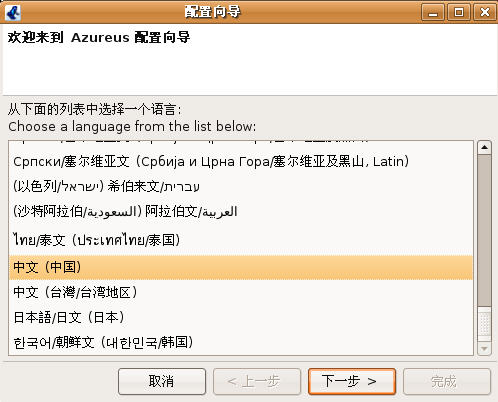 配置向导
欢迎来到 Azureus 配置向导
从下面的列表中选择一个语言:
Choose a language from the list below:
Српски/塞尔维亚文 (Србија и Црна Гора/塞尔维亚及黑山, Latin)
(以色列/ישראל) 希伯来文/עברית
(沙特阿拉伯/السعودية) 阿拉伯文/العربية
ไทย/泰文 (ประเทศไทย/泰国)
中文 (中国)
中文 (台灣/台湾地区)
日本語/日文 (日本)
한국어/朝鲜文 (대한민국/韩国)
取消
< 上一步
下一步 >
完成